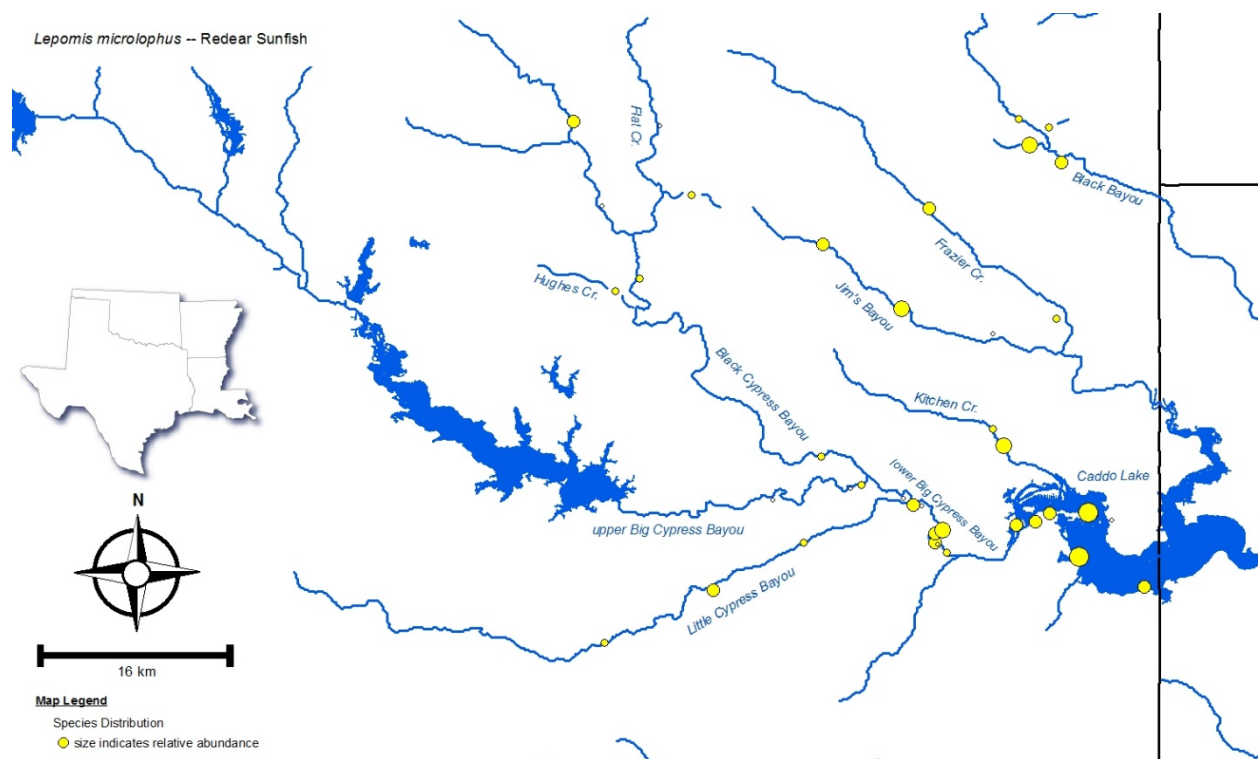 Lepomis microlophus -- Redear Sunfish
Flat Cr.
Black Bayou
Frazier Cr.
Hughes Cr.
Jim's Bayou
Black Cypress Bayou
Kitchen Cr.
lower Big Cypress Bayou
Caddo Lake
upper Big Cypress Bayou
Little Cypress Bayou
N
16 km
Map Legend
Species Distribution
size indicates relative abundance